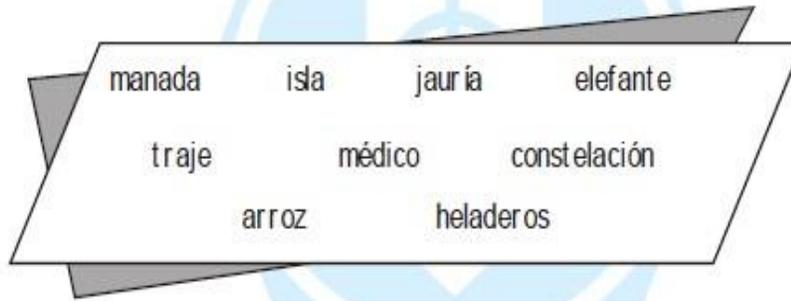 manada isla jauría elefante
traje médico constelación
arroz heladeros